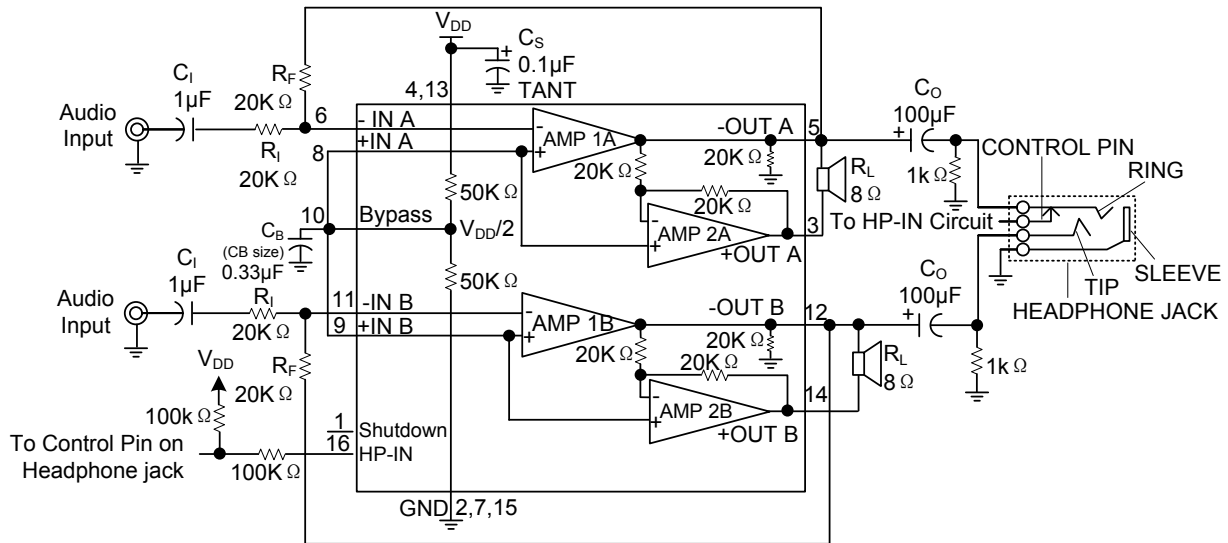 V_DD
C_S
0.1µF
TANT
4,13
C_I
1µF
R_F
20K Ω
Audio
Input
R_I
20K Ω
6
- IN A
+IN A
8
AMP 1A
-OUT A
5
20K Ω
20K Ω
20K Ω
AMP 2A
+OUT A
3
R_L
8Ω
C_O
100µF
1kΩ
CONTROL PIN
RING
To HP-IN Circuit
TIP
SLEEVE
HEADPHONE JACK
50K Ω
10
Bypass
V_DD/2
C_B
(CB size)
0.33µF
50K Ω
C_I
1µF
Audio
Input
R_I
20K Ω
11
-IN B
9
+IN B
AMP 1B
-OUT B
12
20K Ω
20K Ω
20K Ω
AMP 2B
+OUT B
14
R_L
8Ω
C_O
100µF
1kΩ
V_DD
R_F
20K Ω
100k Ω
To Control Pin on
Headphone jack
100K Ω
1
Shutdown
16
HP-IN
GND 2,7,15